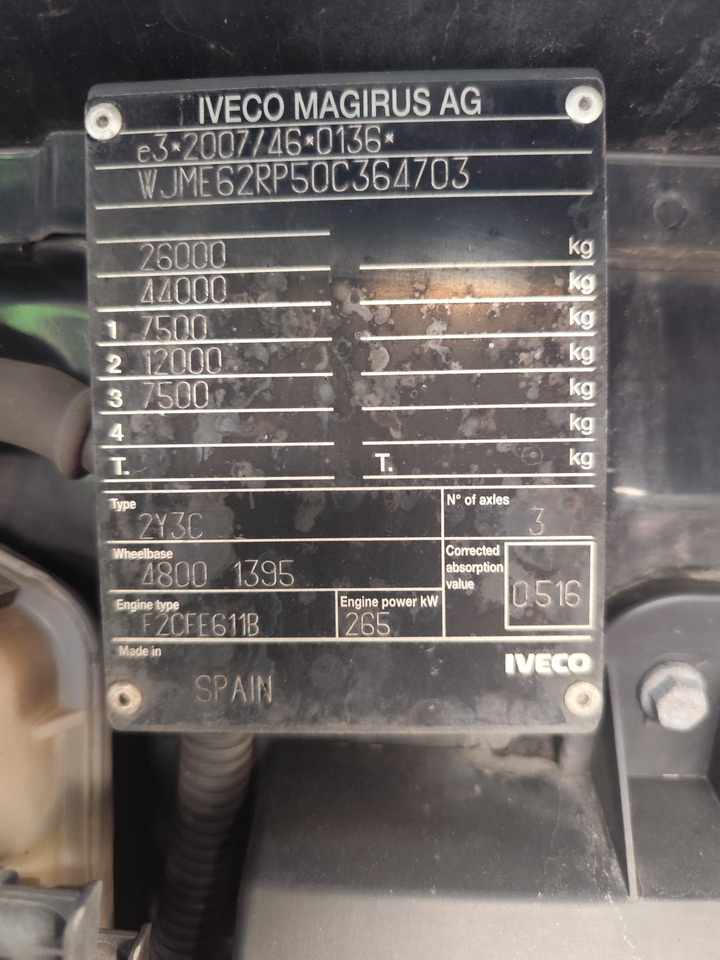 IVECO MAGIRUS AG
e3*2007/46*0136*
WJME62RP50C364703
26000 kg
44000 kg
1 7500 kg
2 12000 kg
3 7500 kg
4 kg
T. T. kg
Type N° of axles
2Y3C 3
Wheelbase Corrected absorption value
4800 1395 0.516
Engine type Engine power kW
F2CFE611B 265
Made in IVECO
SPAIN